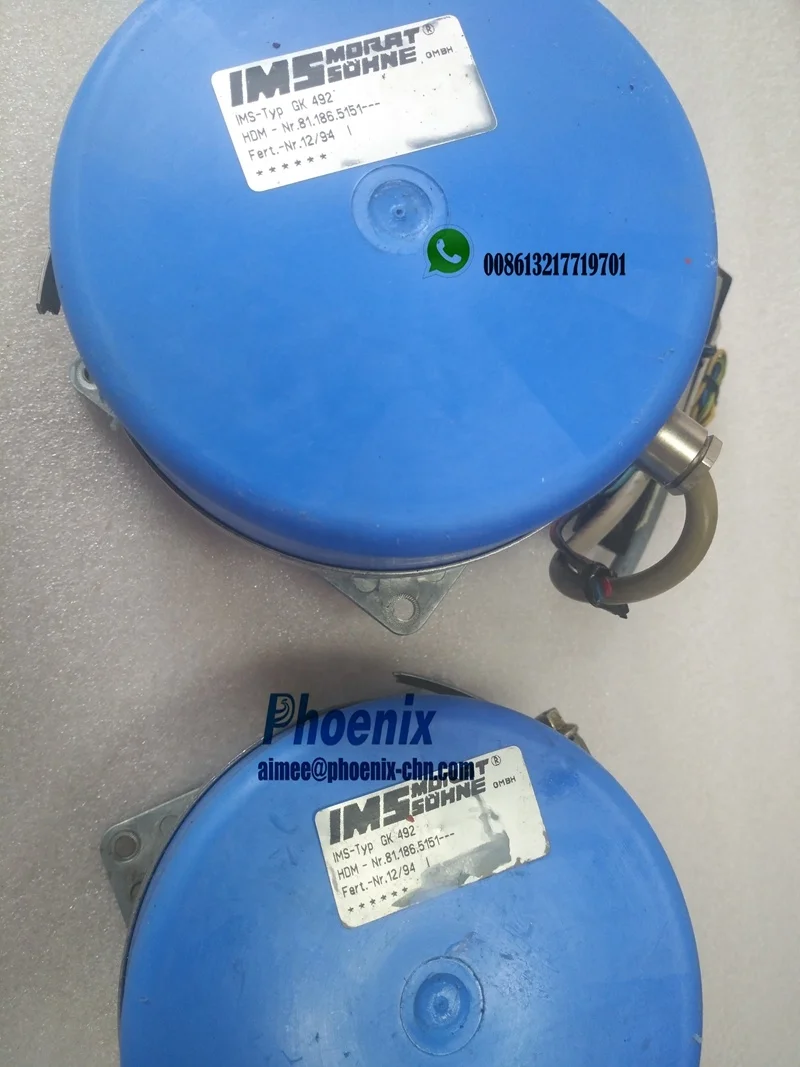 IMS MORAT SÖHNE ® GMBH
IMS-Typ GK 492
HDM - Nr.81.186.5151---
Fert.-Nr.12/94 I
******
008613217719701
Phoenix
aimee@phoenix-chn.com
IMS MORAT SÖHNE ® GMBH
IMS-Typ GK 492
HDM - Nr.81.186.5151---
Fert.-Nr.12/94 I
******